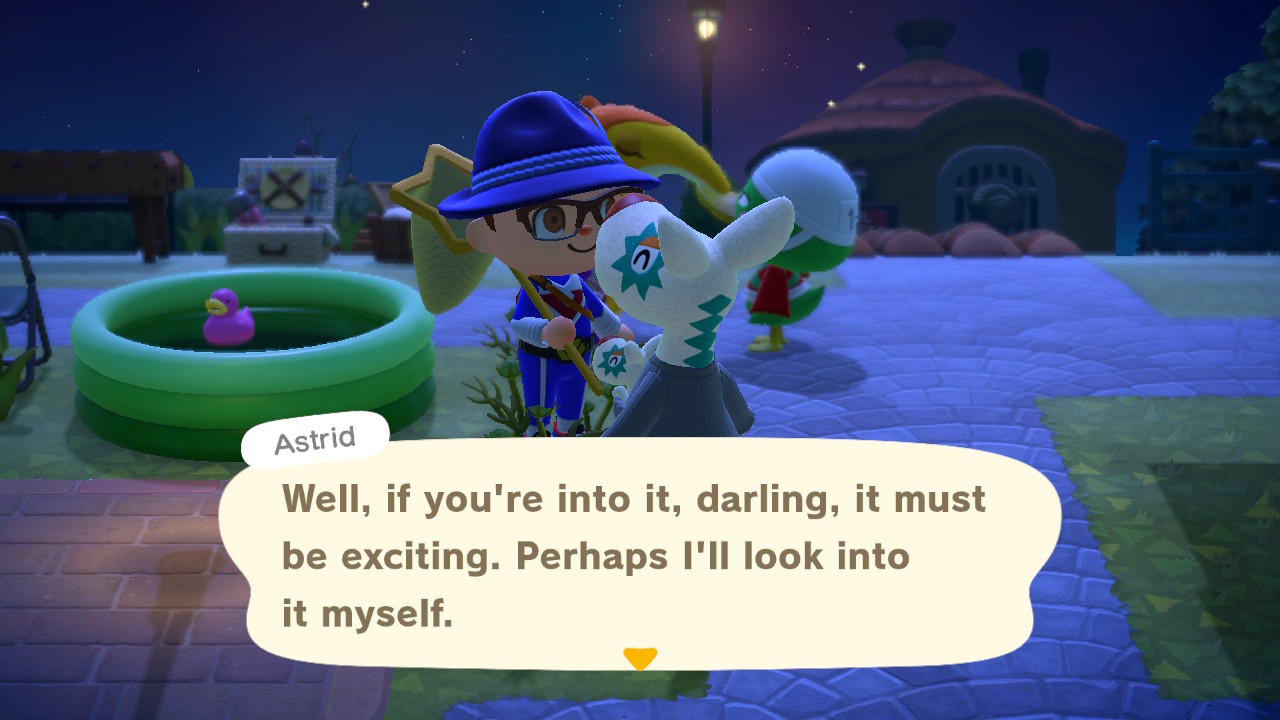 Astrid
Well, if you're into it, darling, it must
be exciting. Perhaps I'll look into
it myself.